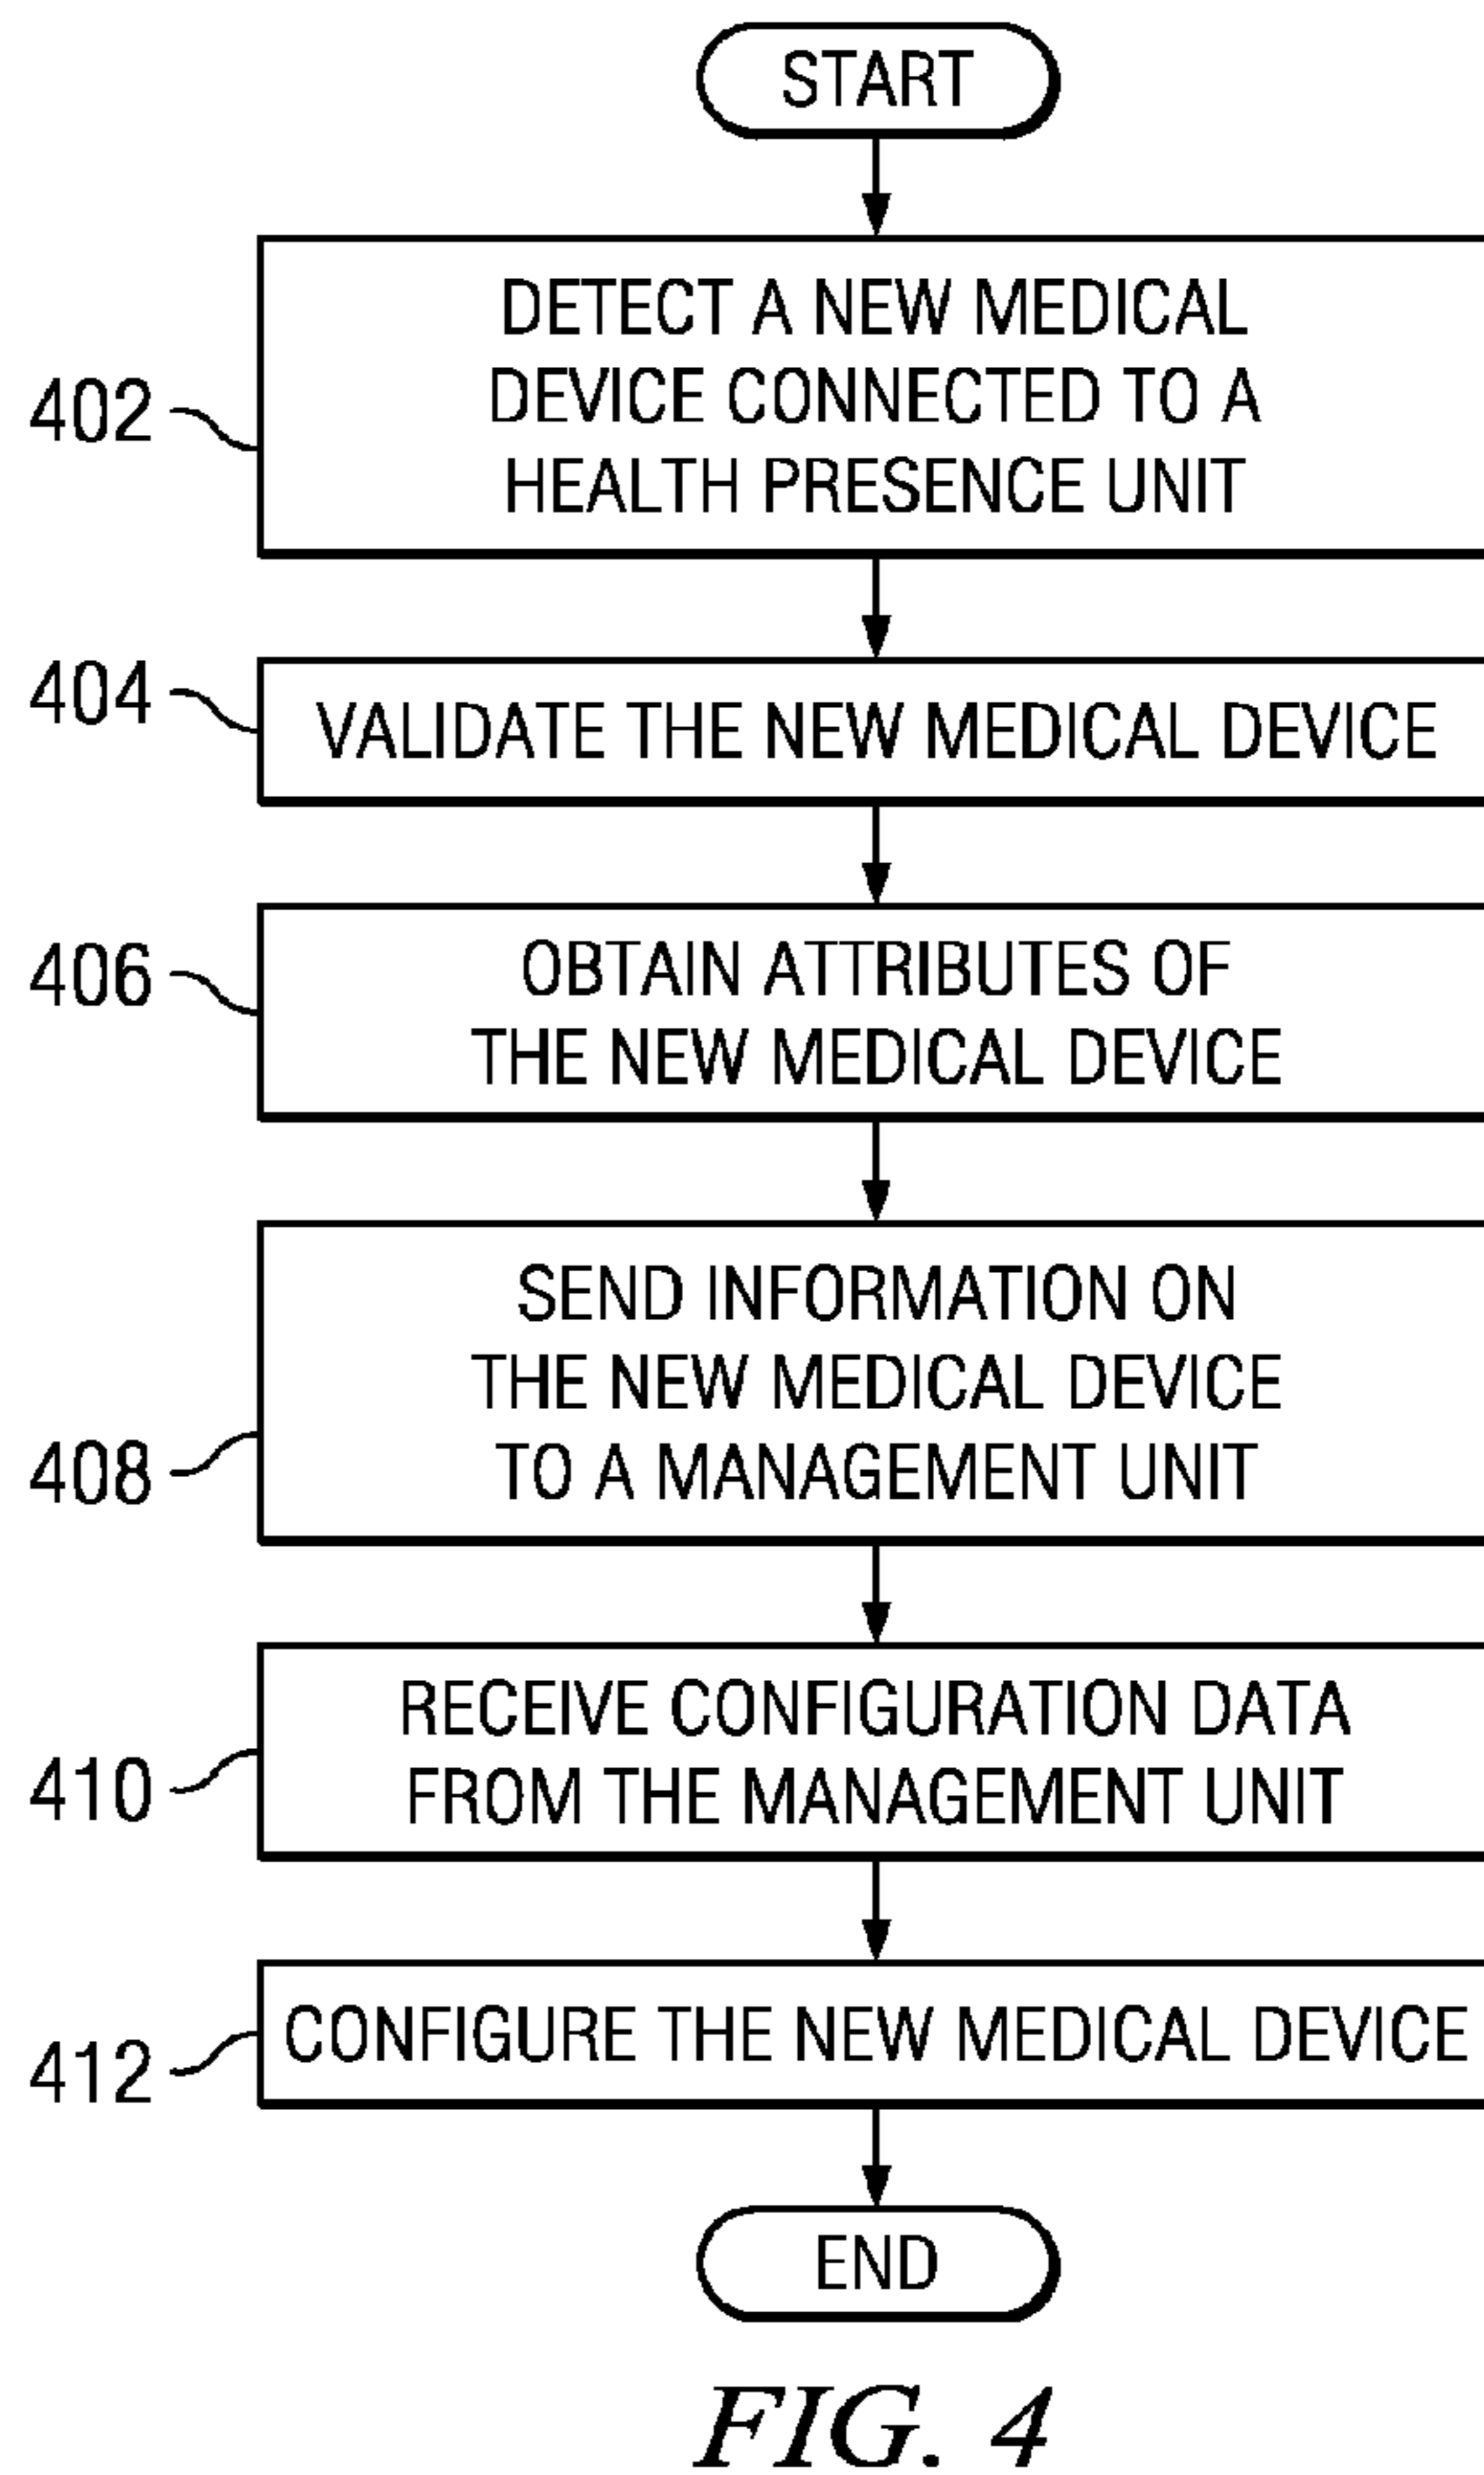 START
DETECT A NEW MEDICAL
DEVICE CONNECTED TO A
HEALTH PRESENCE UNIT
402
404
VALIDATE THE NEW MEDICAL DEVICE
406
OBTAIN ATTRIBUTES OF
THE NEW MEDICAL DEVICE
SEND INFORMATION ON
THE NEW MEDICAL DEVICE
TO A MANAGEMENT UNIT
408
RECEIVE CONFIGURATION DATA
FROM THE MANAGEMENT UNIT
410
CONFIGURE THE NEW MEDICAL DEVICE
412
END
FIG. 4